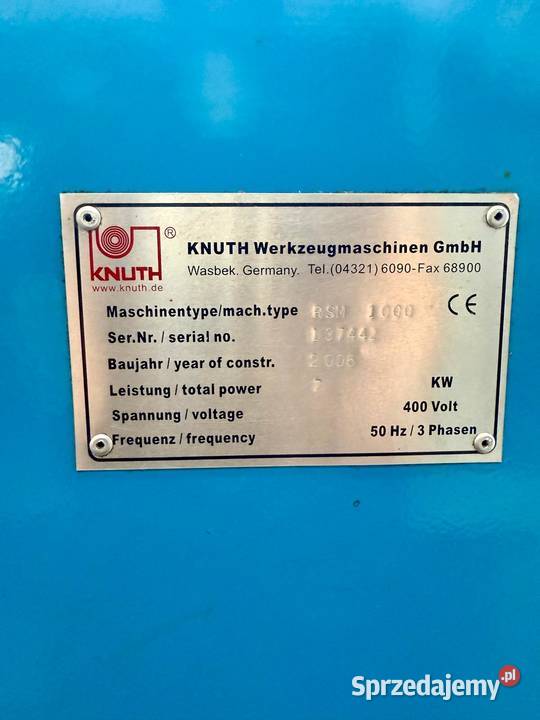 KNUTH ®
www.knuth.de
KNUTH Werkzeugmaschinen GmbH
Wasbek. Germany. Tel.(04321) 6090-Fax 68900
Maschinentype/mach.type RSM 1000 CE
Ser.Nr. / serial no.
Baujahr / year of constr. 2006
Leistung / total power 7 KW
Spannung / voltage 400 Volt
Frequenz / frequency 50 Hz / 3 Phasen
Sprzedajemy.pl